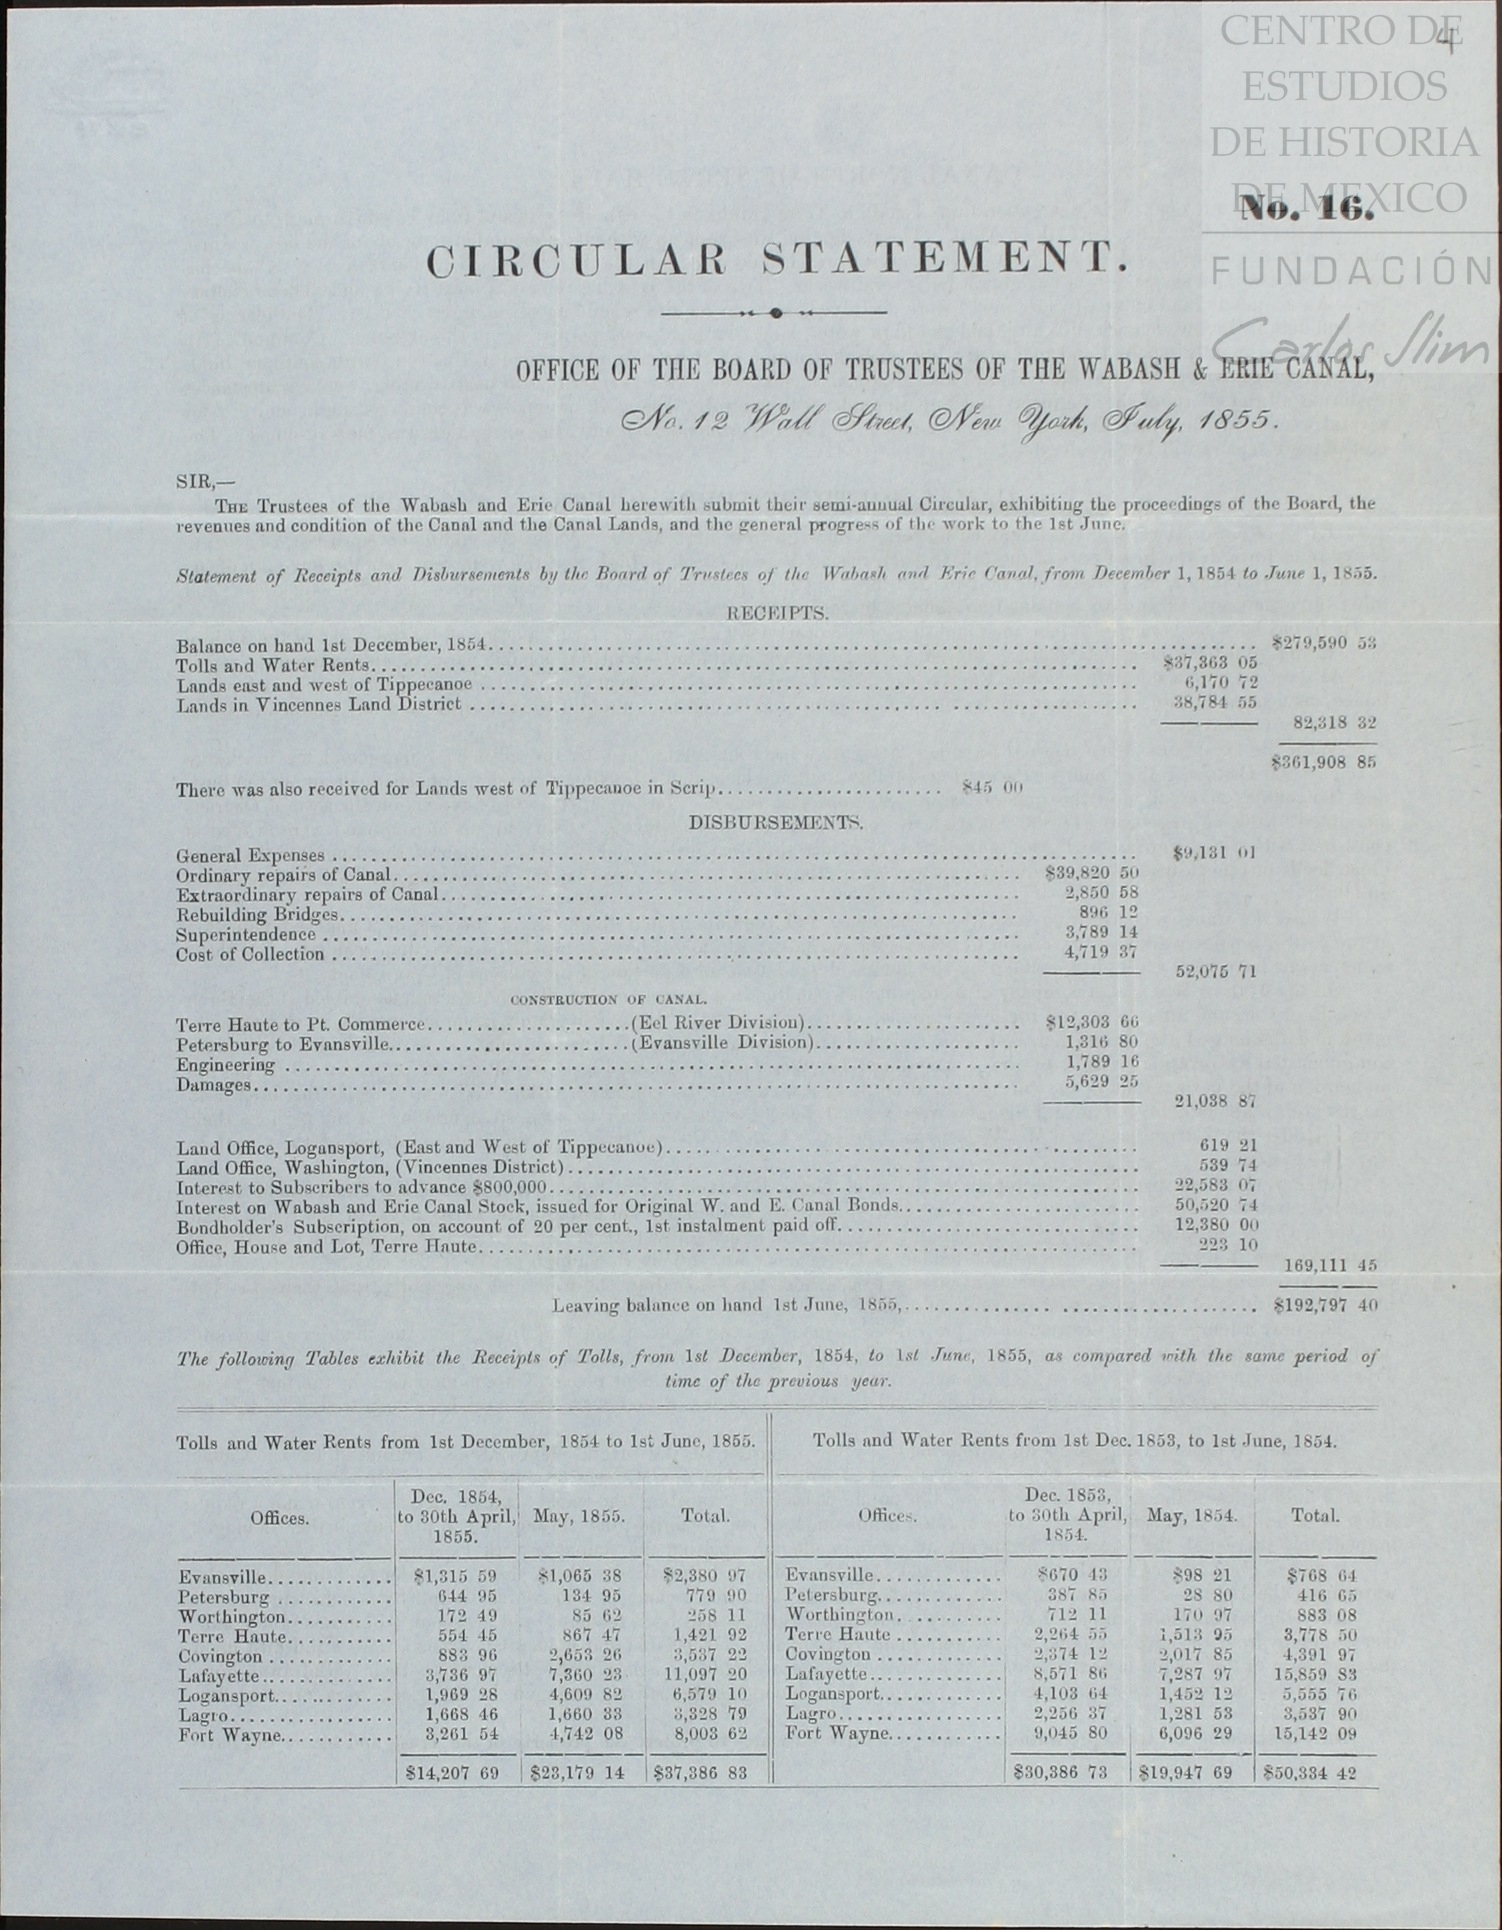 CENTRO DE
4
ESTUDIOS
DE HISTORIA
DE MEXICO
No. 16.
FUNDACIÓN
Carlos Slim
CIRCULAR STATEMENT.
OFFICE OF THE BOARD OF TRUSTEES OF THE WABASH & ERIE CANAL,
No. 12 Wall Street, New York, July, 1855.
SIR,—
THE Trustees of the Wabash and Erie Canal herewith submit their semi-annual Circular, exhibiting the proceedings of the Board, the
revenues and condition of the Canal and the Canal Lands, and the general progress of the work to the 1st June.
Statement of Receipts and Disbursements by the Board of Trustees of the Wabash and Erie Canal, from December 1, 1854 to June 1, 1855.
RECEIPTS.
Balance on hand 1st December, 1854........ $279,590 53
Tolls and Water Rents........ $37,363 05
Lands east and west of Tippecanoe ........ 6,170 72
Lands in Vincennes Land District ........ 38,784 55
82,318 32
$361,908 85
There was also received for Lands west of Tippecanoe in Scrip........ $45 00
DISBURSEMENTS.
General Expenses ........ $9,131 01
Ordinary repairs of Canal........ $39,820 50
Extraordinary repairs of Canal........ 2,850 58
Rebuilding Bridges........ 896 12
Superintendence ........ 3,789 14
Cost of Collection ........ 4,719 37
52,075 71
CONSTRUCTION OF CANAL.
Terre Haute to Pt. Commerce........(Eel River Division)........ $12,303 66
Petersburg to Evansville........(Evansville Division)........ 1,316 80
Engineering ........ 1,789 16
Damages........ 5,629 25
21,038 87
Land Office, Logansport, (East and West of Tippecanoe)........ 619 21
Land Office, Washington, (Vincennes District)........ 539 74
Interest to Subscribers to advance $800,000........ 22,583 07
Interest on Wabash and Erie Canal Stock, issued for Original W. and E. Canal Bonds........ 50,520 74
Bondholder's Subscription, on account of 20 per cent., 1st instalment paid off........ 12,380 00
Office, House and Lot, Terre Haute........ 223 10
169,111 45
Leaving balance on hand 1st June, 1855,........ $192,797 40
The following Tables exhibit the Receipts of Tolls, from 1st December, 1854, to 1st June, 1855, as compared with the same period of
time of the previous year.
Tolls and Water Rents from 1st December, 1854 to 1st June, 1855. Tolls and Water Rents from 1st Dec. 1853, to 1st June, 1854.
Offices. Dec. 1854, to 30th April, 1855. May, 1855. Total. Offices. Dec. 1853, to 30th April, 1854. May, 1854. Total.
Evansville........ $1,315 59 $1,065 38 $2,380 97 Evansville........ $670 43 $98 21 $768 64
Petersburg ........ 644 95 134 95 779 90 Petersburg........ 387 85 28 80 416 65
Worthington........ 172 49 85 62 258 11 Worthington........ 712 11 170 97 883 08
Terre Haute........ 554 45 867 47 1,421 92 Terre Haute ........ 2,264 55 1,513 95 3,778 50
Covington ........ 883 96 2,653 26 3,537 22 Covington ........ 2,374 12 2,017 85 4,391 97
Lafayette........ 3,736 97 7,360 23 11,097 20 Lafayette........ 8,571 86 7,287 97 15,859 83
Logansport........ 1,969 28 4,609 82 6,579 10 Logansport........ 4,103 64 1,452 12 5,555 76
Lagro........ 1,668 46 1,660 33 3,328 79 Lagro........ 2,256 37 1,281 53 3,537 90
Fort Wayne........ 3,261 54 4,742 08 8,003 62 Fort Wayne........ 9,045 80 6,096 29 15,142 09
$14,207 69 $23,179 14 $37,386 83 $30,386 73 $19,947 69 $50,334 42